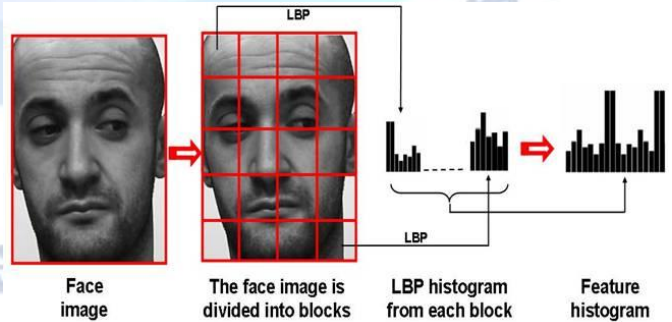 LBP
LBP
Face
image
The face image is
divided into blocks
LBP histogram
from each block
Feature
histogram